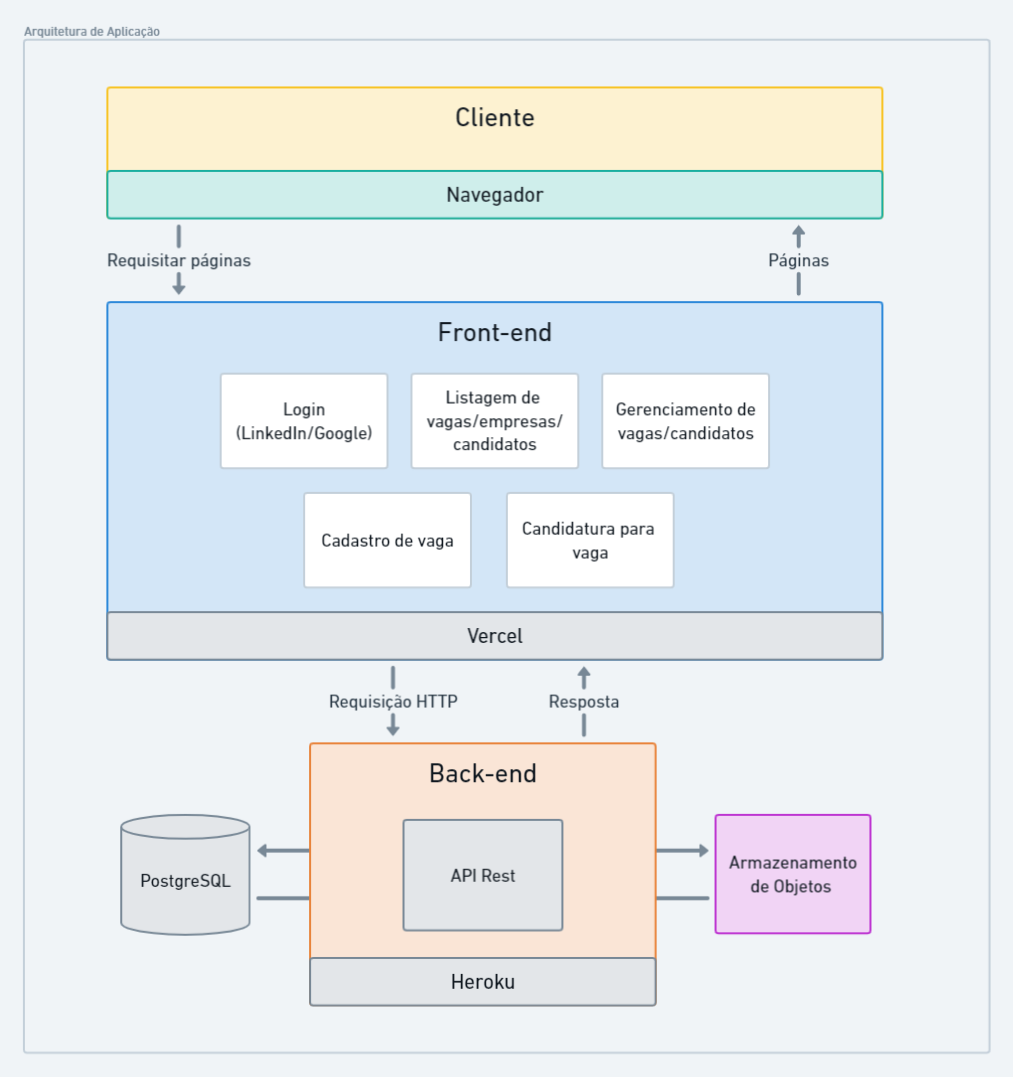 Arquitetura de Aplicação
Cliente
Navegador
Requisitar páginas
Páginas
Front-end
Login
(LinkedIn/Google)
Listagem de
vagas/empresas/
candidatos
Gerenciamento de
vagas/candidatos
Cadastro de vaga
Candidatura para
vaga
Vercel
Requisição HTTP
Resposta
Back-end
PostgreSQL
API Rest
Armazenamento
de Objetos
Heroku